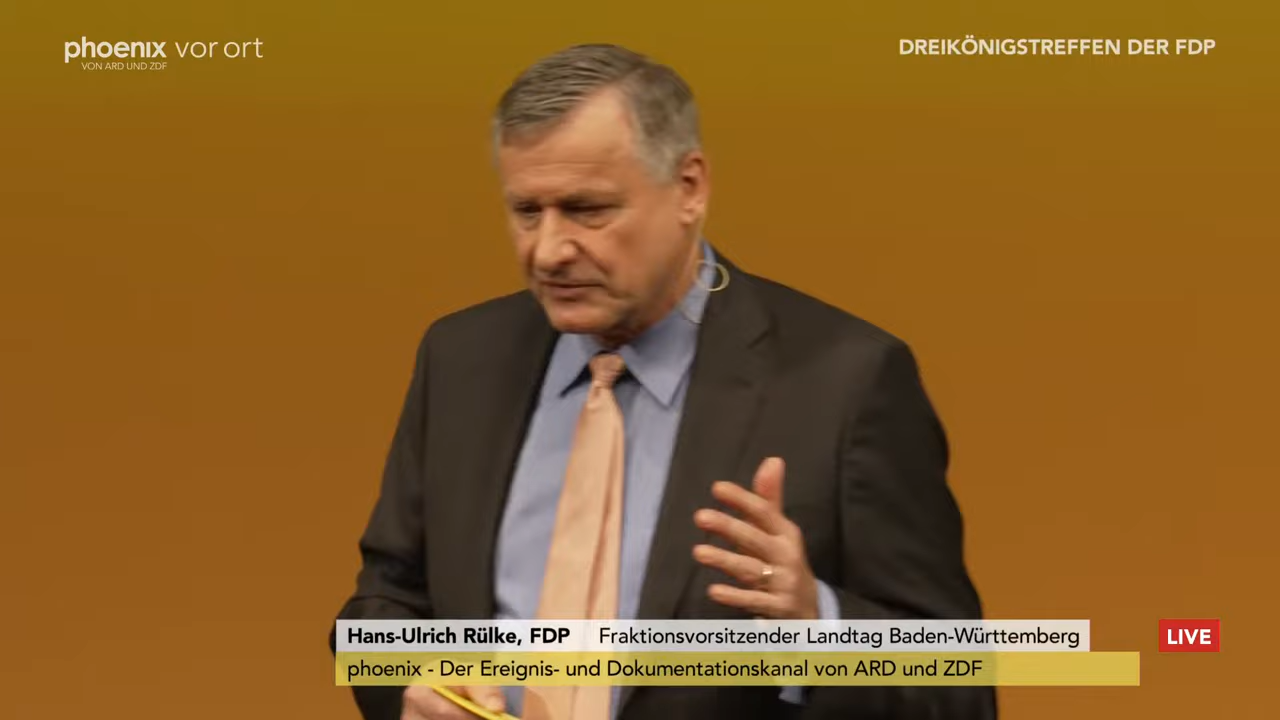 phoenix vor ort
VON ARD UND ZDF
DREIKÖNIGSTREFFEN DER FDP
Hans-Ulrich Rülke, FDP Fraktionsvorsitzender Landtag Baden-Württemberg
LIVE
phoenix - Der Ereignis- und Dokumentationskanal von ARD und ZDF